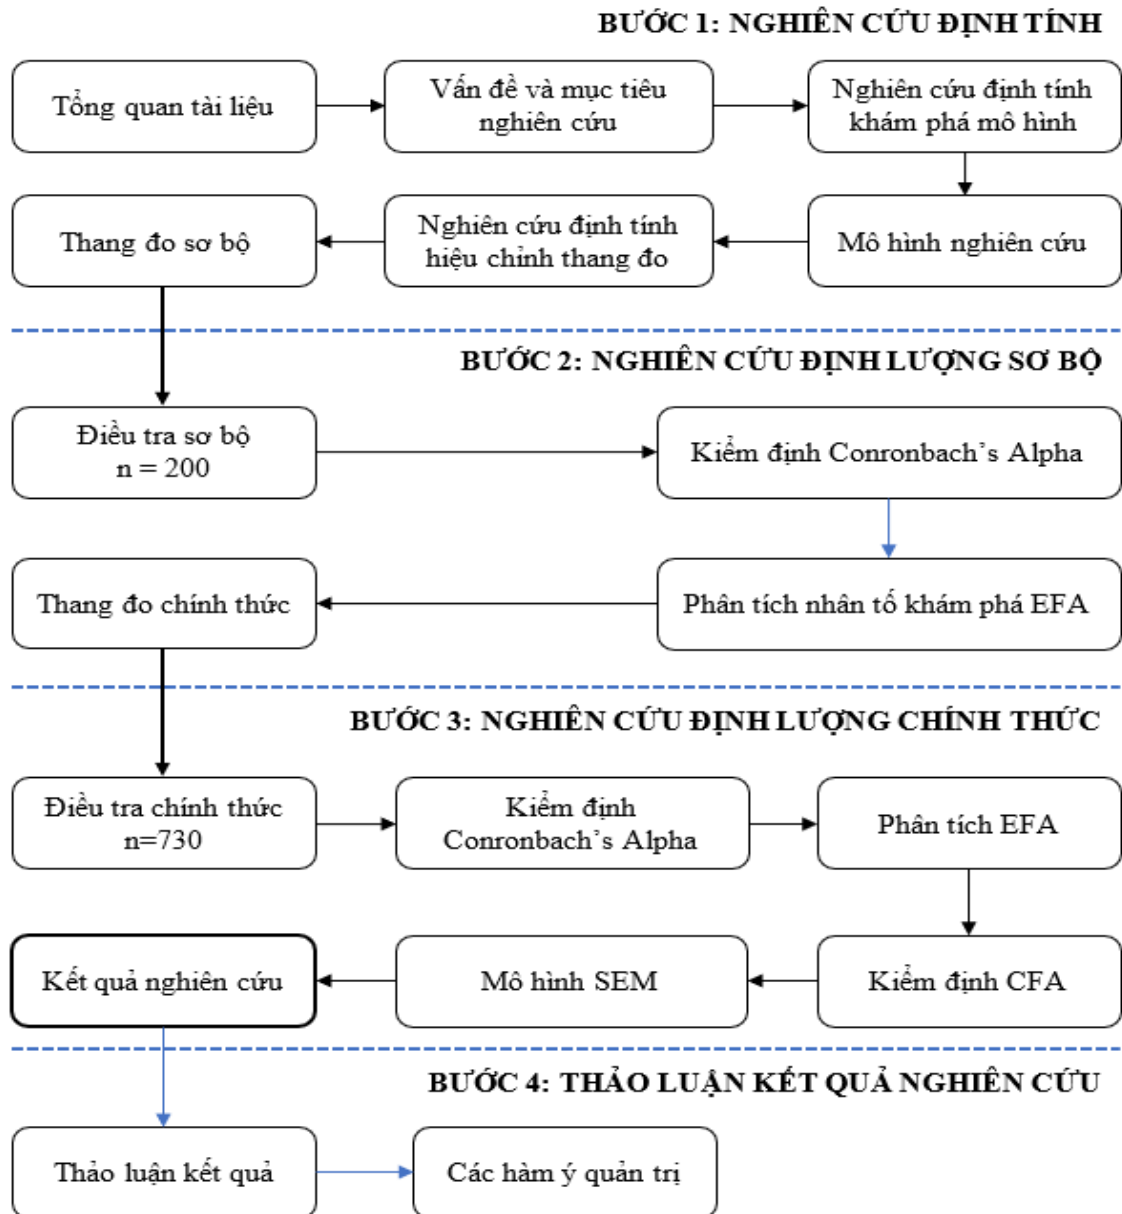 BƯỚC 1: NGHIÊN CỨU ĐỊNH TÍNH
Tổng quan tài liệu
Vấn đề và mục tiêu
nghiên cứu
Nghiên cứu định tính
khám phá mô hình
Mô hình nghiên cứu
Nghiên cứu định tính
hiệu chỉnh thang đo
Thang đo sơ bộ
BƯỚC 2: NGHIÊN CỨU ĐỊNH LƯỢNG SƠ BỘ
Điều tra sơ bộ
n = 200
Kiểm định Conronbach’s Alpha
Phân tích nhân tố khám phá EFA
Thang đo chính thức
BƯỚC 3: NGHIÊN CỨU ĐỊNH LƯỢNG CHÍNH THỨC
Điều tra chính thức
n=730
Kiểm định
Conronbach’s Alpha
Phân tích EFA
Kiểm định CFA
Mô hình SEM
Kết quả nghiên cứu
BƯỚC 4: THẢO LUẬN KẾT QUẢ NGHIÊN CỨU
Thảo luận kết quả
Các hàm ý quản trị